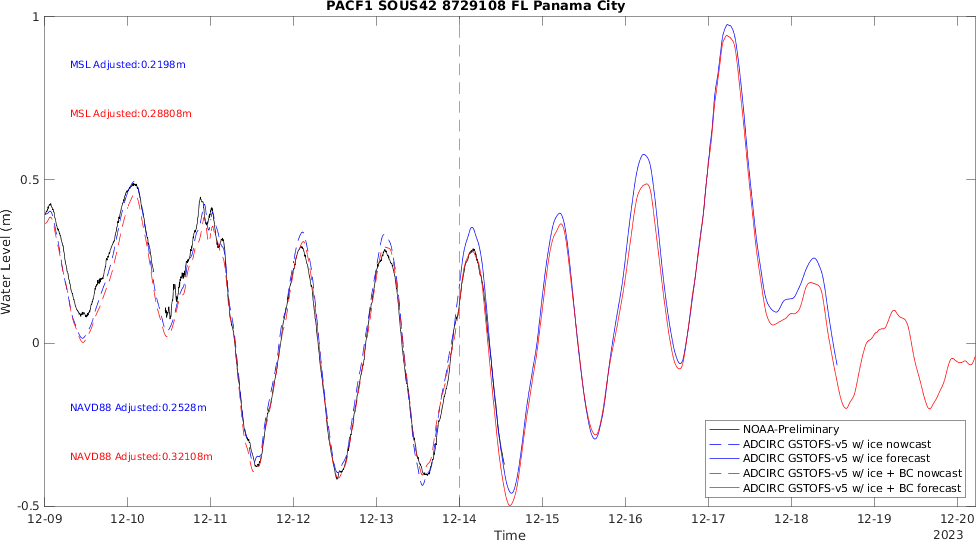 PACF1 SOUS42 8729108 FL Panama City
1
MSL Adjusted:0.2198m
MSL Adjusted:0.28808m
0.5
Water Level (m)
0
NAVD88 Adjusted:0.2528m
NAVD88 Adjusted:0.32108m
NOAA-Preliminary
ADCIRC GSTOFS-v5 w/ ice nowcast
ADCIRC GSTOFS-v5 w/ ice forecast
ADCIRC GSTOFS-v5 w/ ice + BC nowcast
ADCIRC GSTOFS-v5 w/ ice + BC forecast
-0.5
12-09 12-10 12-11 12-12 12-13 12-14 12-15 12-16 12-17 12-18 12-19 12-20
Time
2023